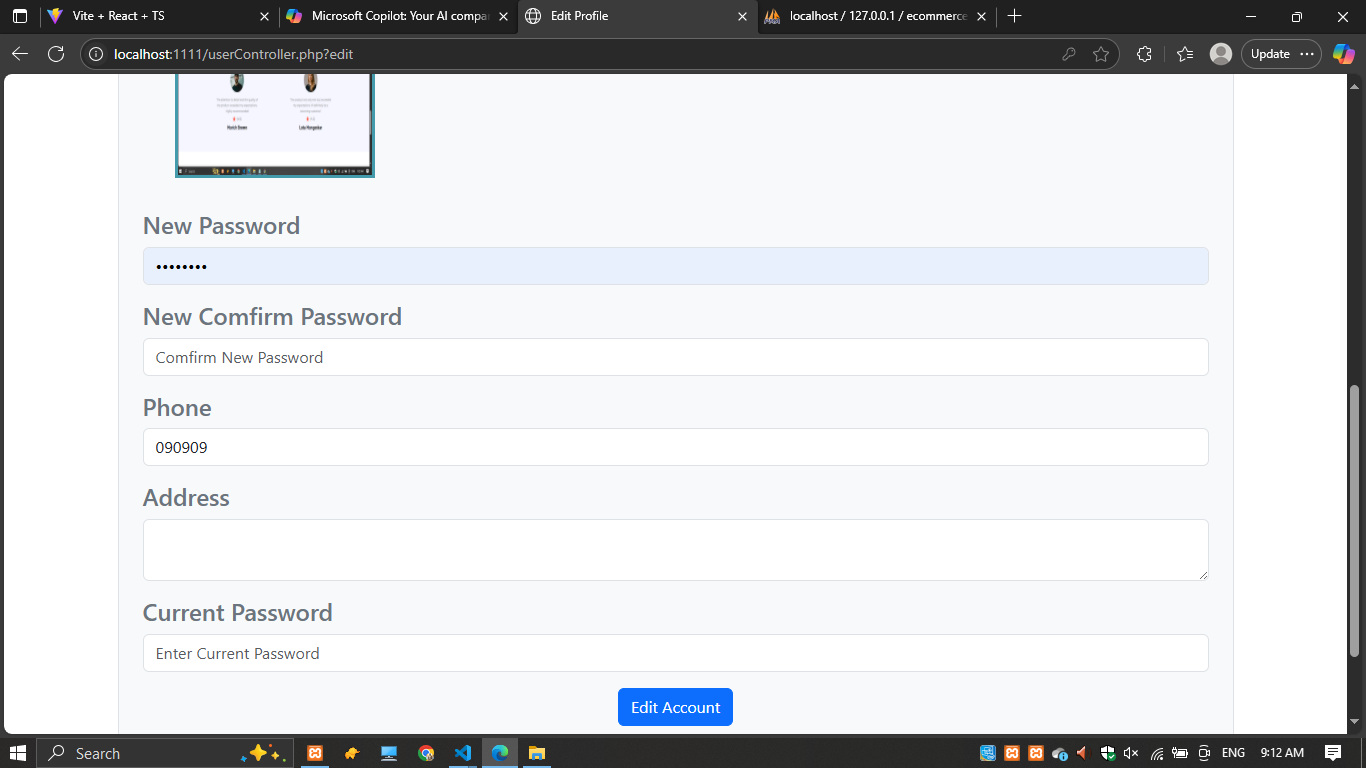 Vite + React + TS
Microsoft Copilot: Your AI compa
Edit Profile
localhost / 127.0.0.1 / ecommerce
localhost:1111/userController.php?edit
Update
New Password
••••••••
New Comfirm Password
Comfirm New Password
Phone
090909
Address
Current Password
Enter Current Password
Edit Account
Search
ENG
9:12 AM